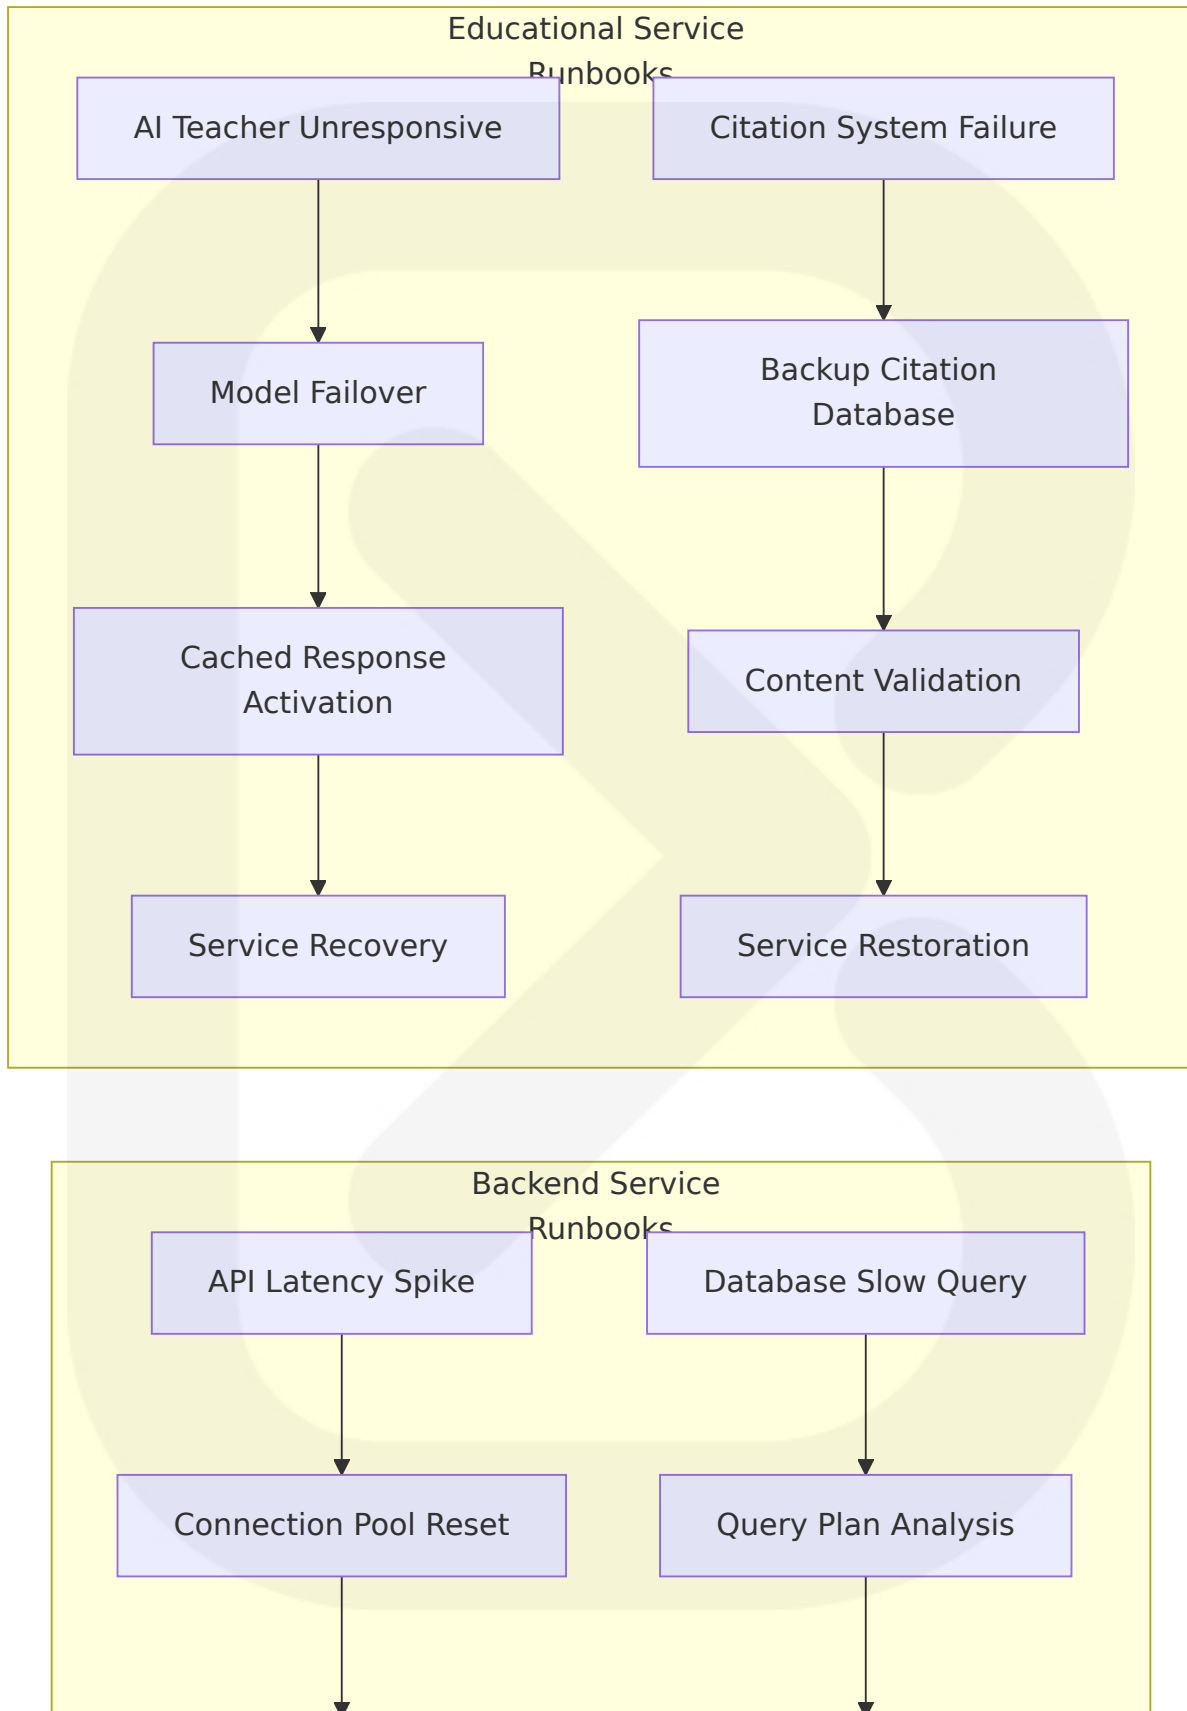 Educational Service
Runbooks
AI Teacher Unresponsive
Citation System Failure
Model Failover
Backup Citation
Database
Cached Response
Activation
Content Validation
Service Recovery
Service Restoration
Backend Service
Runbooks
API Latency Spike
Database Slow Query
Connection Pool Reset
Query Plan Analysis